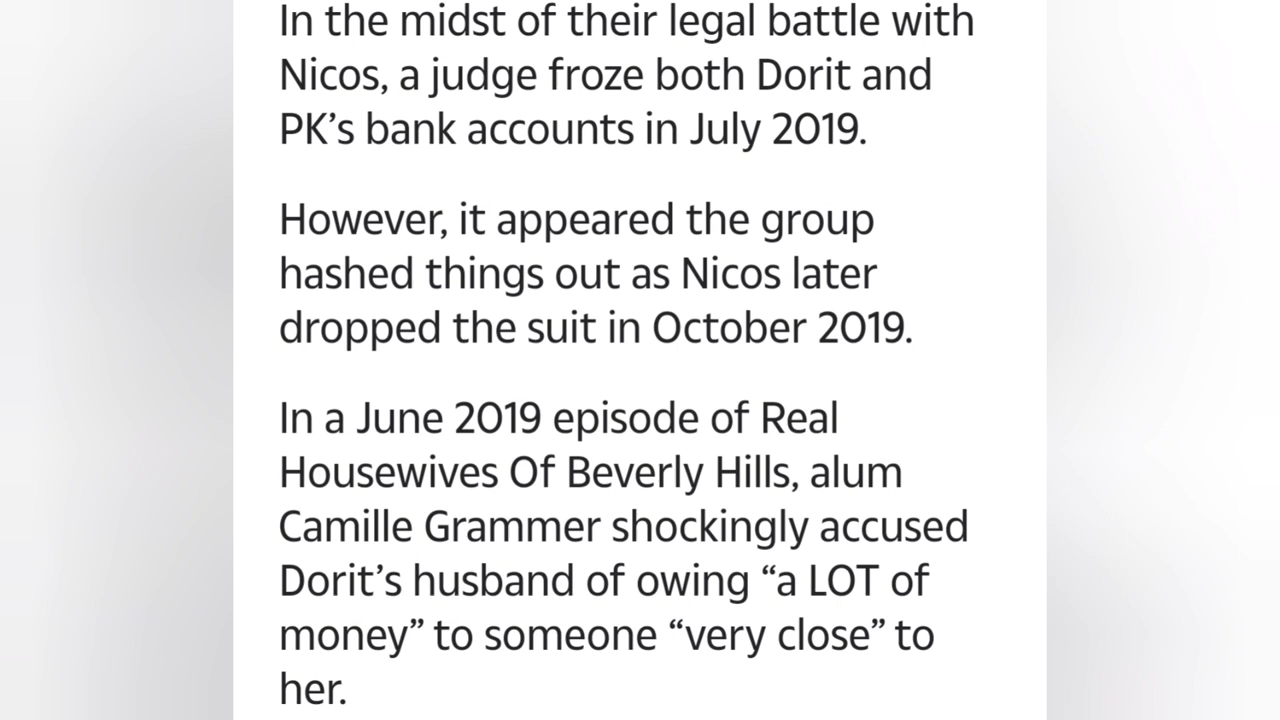 In the midst of their legal battle with
Nicos, a judge froze both Dorit and
PK’s bank accounts in July 2019.
However, it appeared the group
hashed things out as Nicos later
dropped the suit in October 2019.
In a June 2019 episode of Real
Housewives Of Beverly Hills, alum
Camille Grammer shockingly accused
Dorit’s husband of owing “a LOT of
money” to someone “very close” to
her.